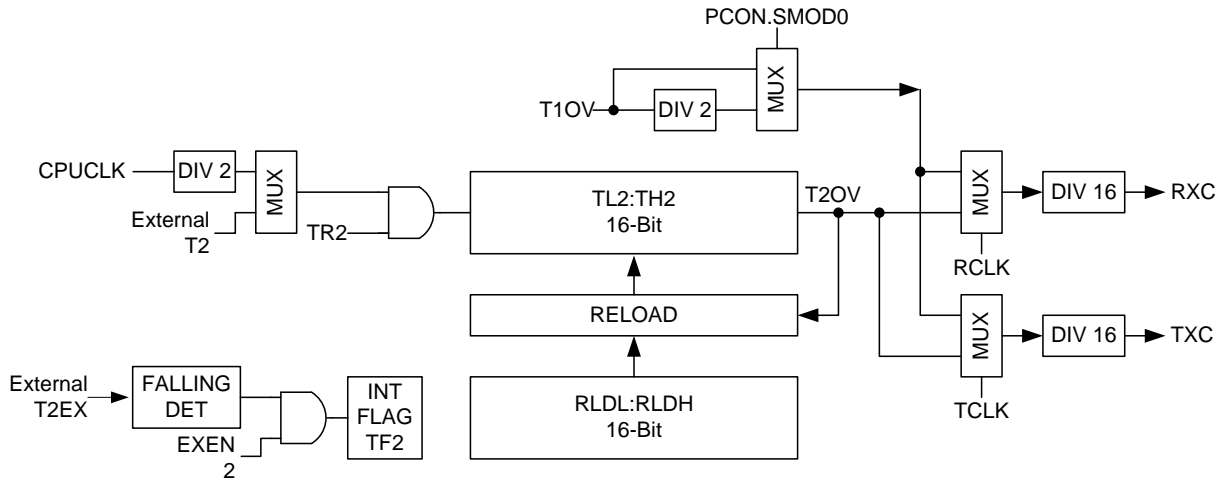 PCON.SMOD0
MUX
T1OV
DIV 2
CPUCLK
DIV 2
MUX
External
T2
TR2
TL2:TH2
16-Bit
T2OV
MUX
DIV 16
RXC
RCLK
RELOAD
MUX
DIV 16
TXC
TCLK
External
T2EX
FALLING
DET
EXEN
2
INT
FLAG
TF2
RLDL:RLDH
16-Bit